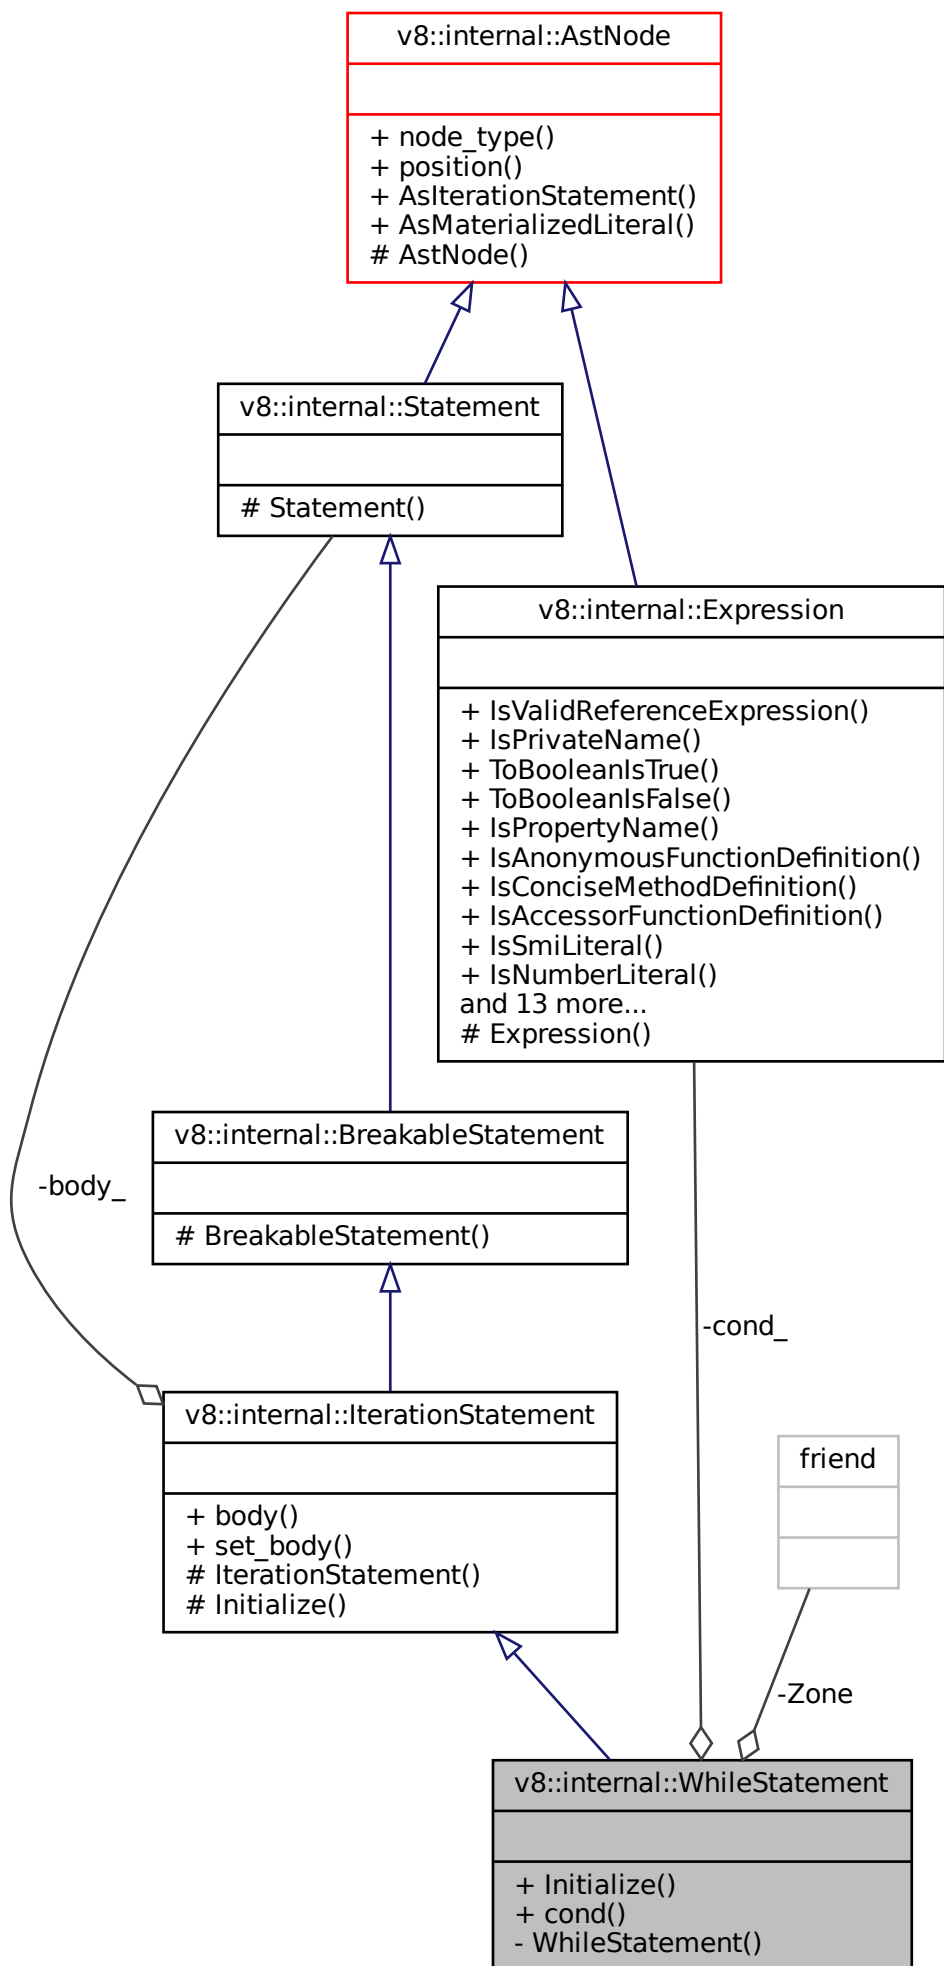 v8::internal::AstNode
+ node_type()
+ position()
+ AsIterationStatement()
+ AsMaterializedLiteral()
# AstNode()
v8::internal::Statement
# Statement()
v8::internal::Expression
+ IsValidReferenceExpression()
+ IsPrivateName()
+ ToBooleanIsTrue()
+ ToBooleanIsFalse()
+ IsPropertyName()
+ IsAnonymousFunctionDefinition()
+ IsConciseMethodDefinition()
+ IsAccessorFunctionDefinition()
+ IsSmiLiteral()
+ IsNumberLiteral()
and 13 more...
# Expression()
v8::internal::BreakableStatement
# BreakableStatement()
-body_
-cond_
v8::internal::IterationStatement
+ body()
+ set_body()
# IterationStatement()
# Initialize()
friend
-Zone
v8::internal::WhileStatement
+ Initialize()
+ cond()
- WhileStatement()